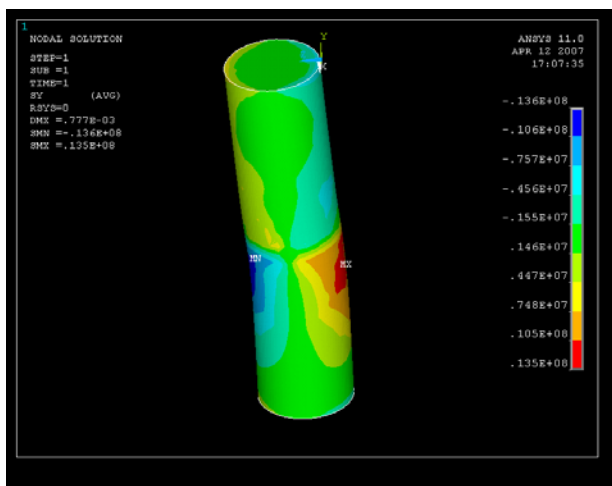 1
NODAL SOLUTION
STEP=1
SUB =1
TIME=1
SY (AVG)
RSYS=0
DMX =.777E-03
SMN =-.136E+08
SMX =.135E+08
Y
X
MN
MX
ANSYS 11.0
APR 12 2007
17:07:35
-.136E+08
-.106E+08
-.757E+07
-.456E+07
-.155E+07
.146E+07
.447E+07
.748E+07
.105E+08
.135E+08